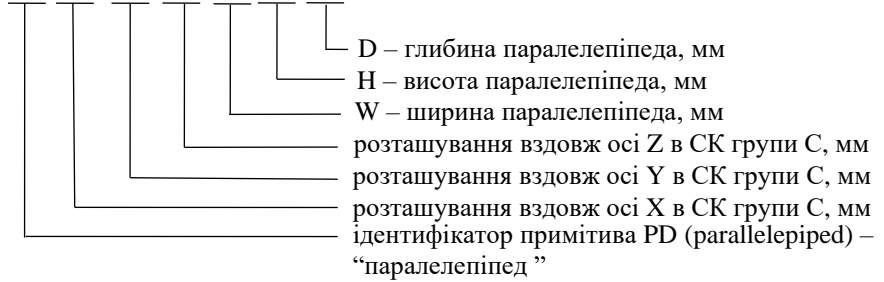 D – глибина паралелепіпеда, мм
H – висота паралелепіпеда, мм
W – ширина паралелепіпеда, мм
розташування вздовж осі Z в СК групи С, мм
розташування вздовж осі Y в СК групи С, мм
розташування вздовж осі X в СК групи С, мм
ідентифікатор примітива PD (parallelepiped) –
“паралелепіпед ”